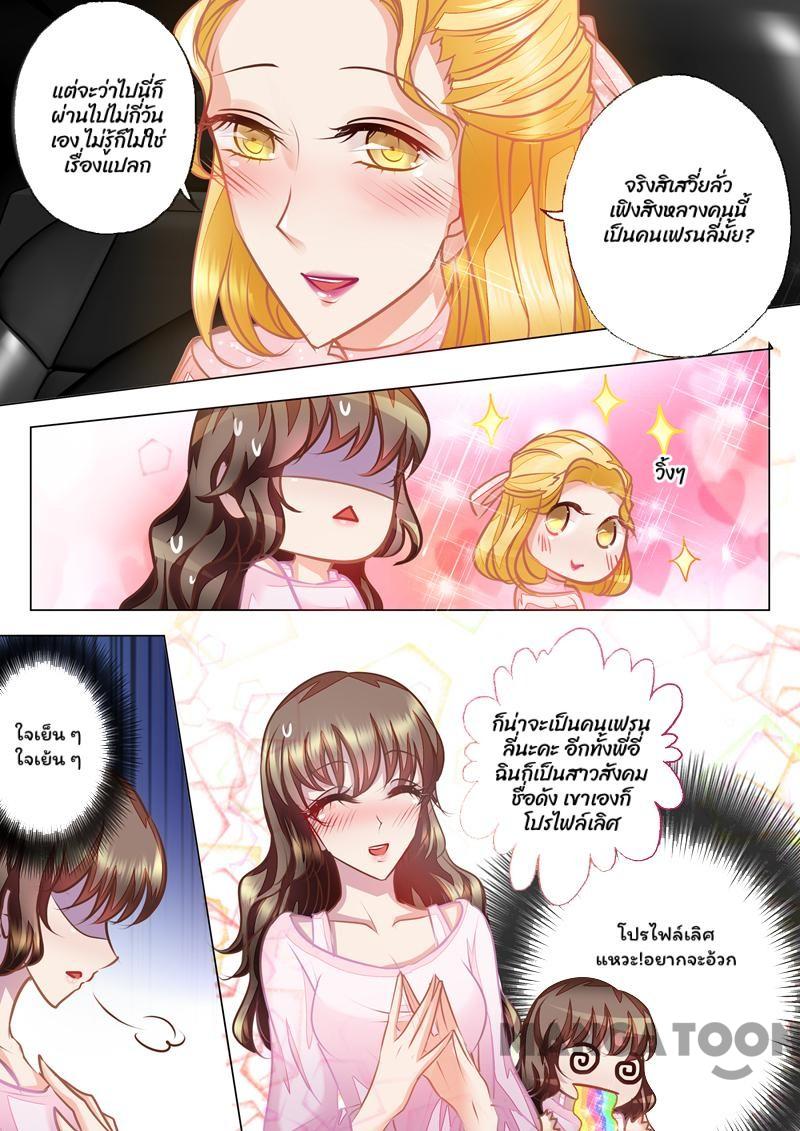 แต่จะว่าไปนี่ก็
ผ่านไปไม่กี่วัน
เอง ไม่รู้ก็ไม่ใช่
เรื่องแปลก
จริงสิเสวี่ยลั่ว
เฟิงสิงหลางคนนี้
เป็นคนเฟรนลี่มั้ย?
วิ้งๆ
ใจเย็น ๆ
ใจเย้น ๆ
ก็น่าจะเป็นคนเฟรน
ลี่นะคะ อีกทั้งพี่อี่
ฉินก็เป็นสาวสังคม
ชื่อดัง เขาเองก็
โปรไฟล์เลิศ
โปรไฟล์เลิศ
แหวะ!อยากจะอ้วก
MANGATOON